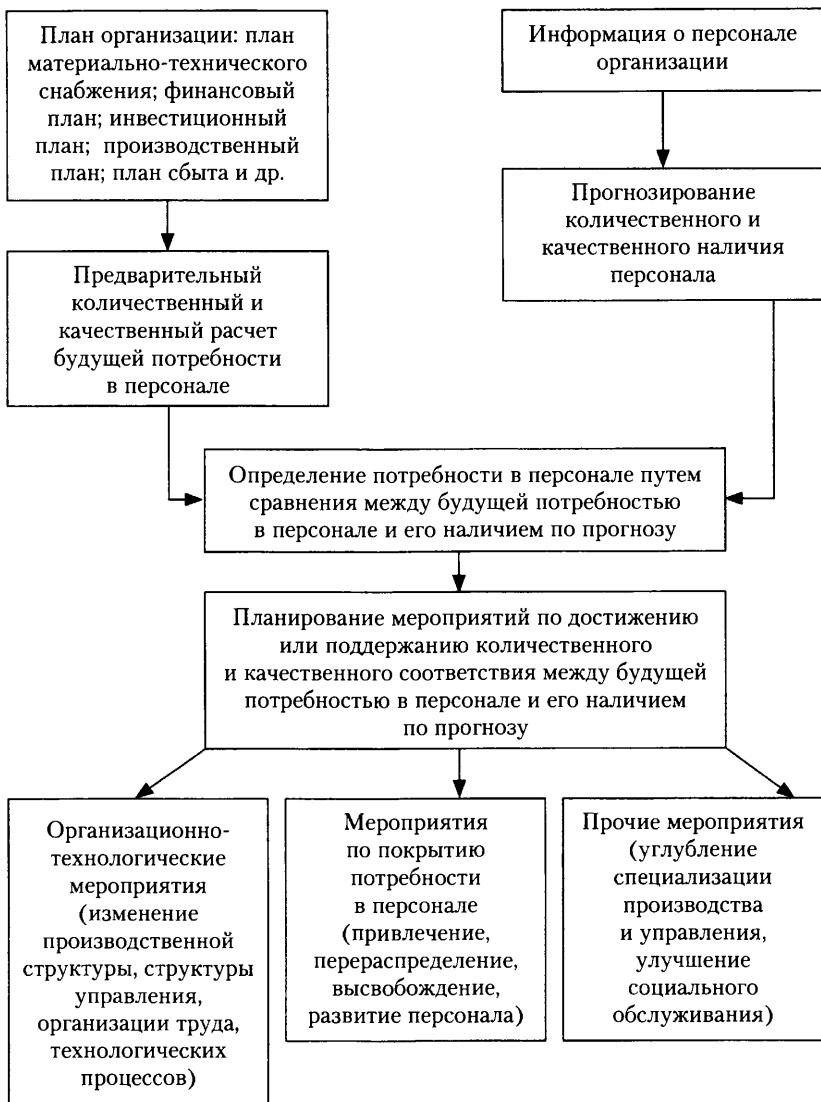 План организации: план
материально-технического
снабжения; финансовый
план; инвестиционный
план; производственный
план; план сбыта и др.
Информация о персонале
организации
Прогнозирование
количественного и
качественного наличия
персонала
Предварительный
количественный и
качественный расчет
будущей потребности
в персонале
Определение потребности в персонале путем
сравнения между будущей потребностью
в персонале и его наличием по прогнозу
Планирование мероприятий по достижению
или поддержанию количественного
и качественного соответствия между будущей
потребностью в персонале и его наличием
по прогнозу
Организационно-
технологические
мероприятия
(изменение
производственной
структуры, структуры
управления,
организации труда,
технологических
процессов)
Мероприятия
по покрытию
потребности
в персонале
(привлечение,
перераспределение,
высвобождение,
развитие персонала)
Прочие мероприятия
(углубление
специализации
производства
и управления,
улучшение
социального
обслуживания)